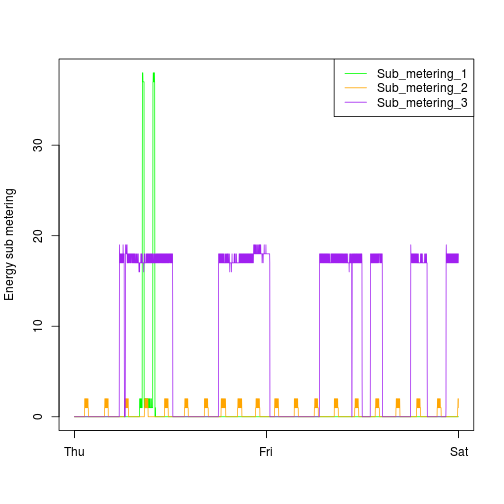 Sub_metering_1
Sub_metering_2
Sub_metering_3
Energy sub metering
30
20
10
0
Thu Fri Sat